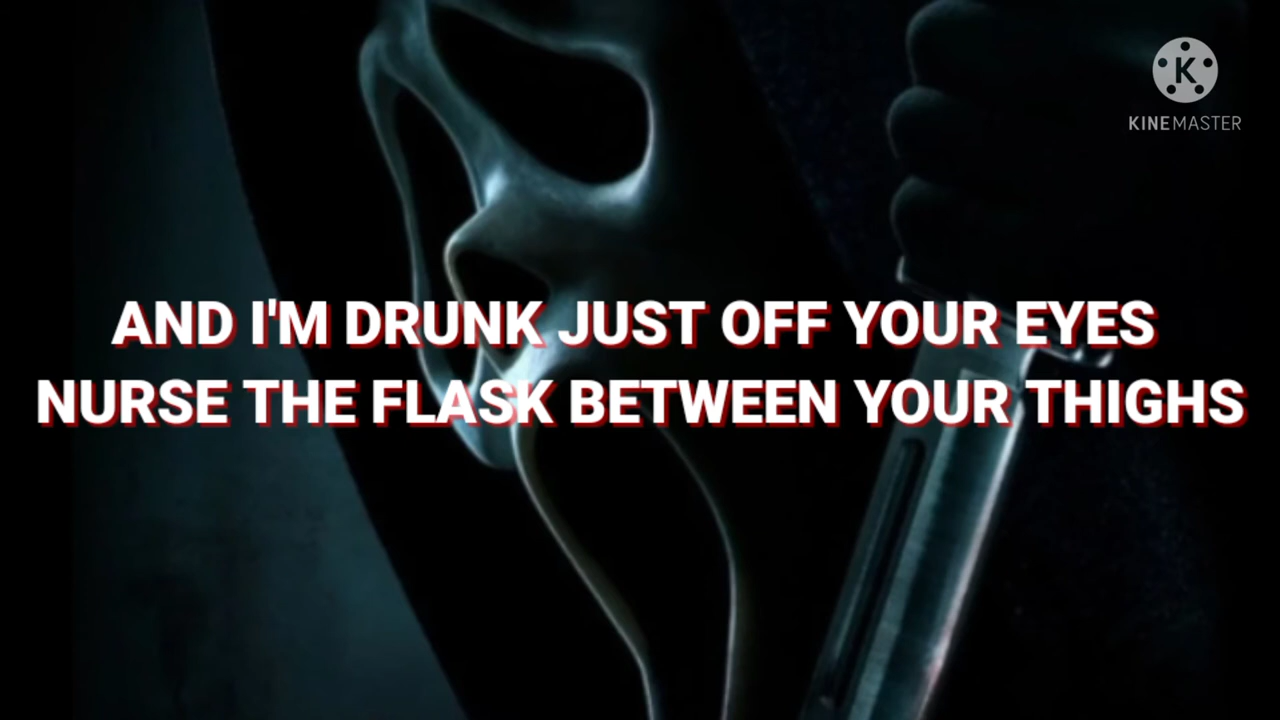 K
KINEMASTER
AND I'M DRUNK JUST OFF YOUR EYES
NURSE THE FLASK BETWEEN YOUR THIGHS